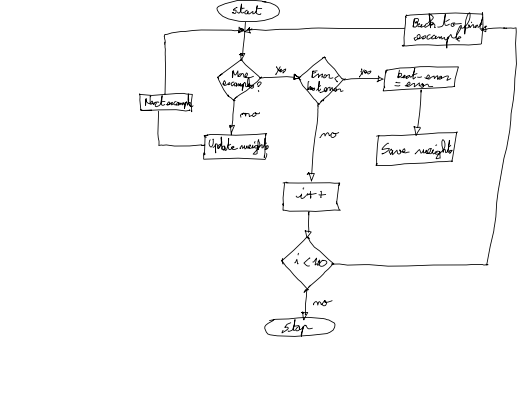 start
Back to first
example
More
example?
yes
Error <
best error
yes
best_error
= error
Next example
no
Update weights
Save weights
no
i++
i < 10
no
stop